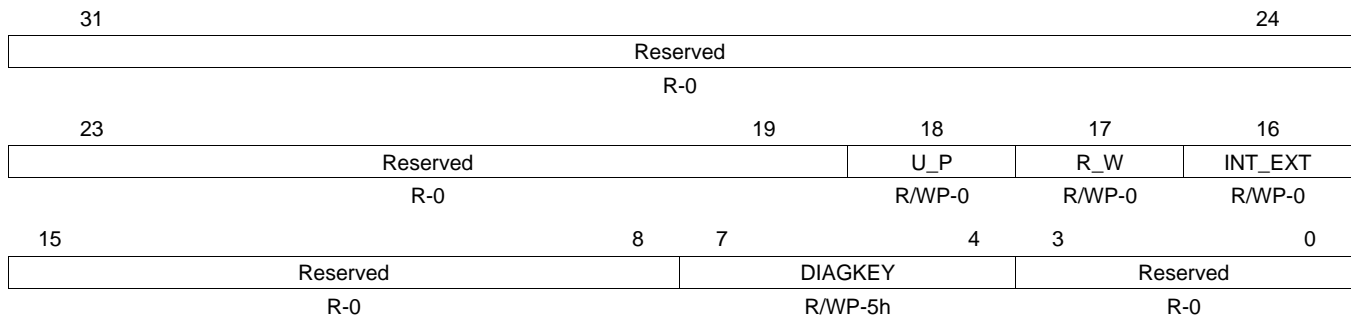 31 24
Reserved
R-0
23 19 18 17 16
Reserved U_P R_W INT_EXT
R-0 R/WP-0 R/WP-0 R/WP-0
15 8 7 4 3 0
Reserved DIAGKEY Reserved
R-0 R/WP-5h R-0